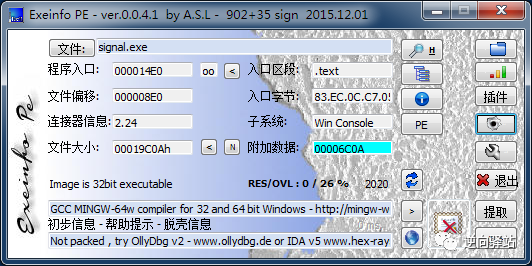 Exeinfo PE - ver.0.0.4.1 by A.S.L - 902+35 sign 2015.12.01
文件: signal.exe
H
程序入口: 000014E0 oo < 入口区段: .text
文件偏移: 000008E0 入口字节: 83.EC.0C.C7.05
插件
连接器信息: 2.24 子系统: Win Console PE
文件大小: 00019C0Ah < N 附加数据: 00006C0A
Image is 32bit executable RES/OVL : 0 / 26 % 2020 退出
GCC MINGW-64w compiler for 32 and 64 bit Windows - http://mingw-w > 提取
初步信息 - 帮助提示 - 脱壳信息
Not packed , try OllyDbg v2 - www.ollydbg.de or IDA v5 www.hex-ray
Exeinfo Pe
逆向驿站